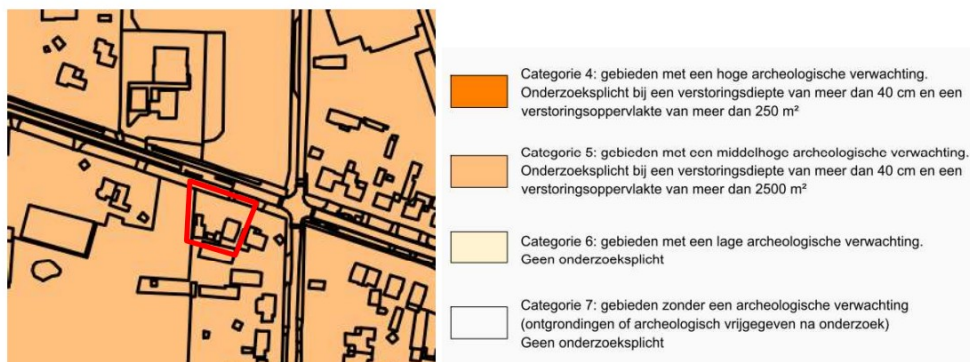 Categorie 4: gebieden met een hoge archeologische verwachting.
Onderzoeksplicht bij een verstoringsdiepte van meer dan 40 cm en een
verstoringsoppervlakte van meer dan 250 m²
Categorie 5: gebieden met een middelhoge archeologische verwachting.
Onderzoeksplicht bij een verstoringsdiepte van meer dan 40 cm en een
verstoringsoppervlakte van meer dan 2500 m²
Categorie 6: gebieden met een lage archeologische verwachting.
Geen onderzoeksplicht
Categorie 7: gebieden zonder een archeologische verwachting
(ontgrondingen of archeologisch vrijgegeven na onderzoek)
Geen onderzoeksplicht